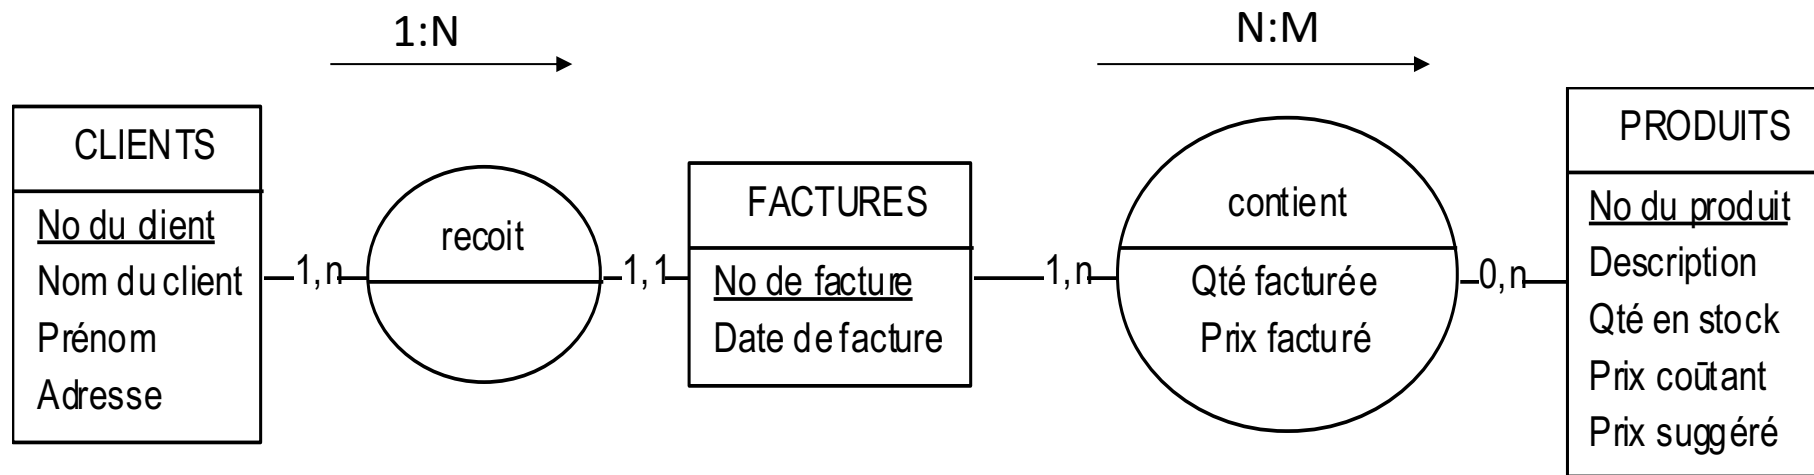 1:N
N:M
CLIENTS
No du dient
Nom du client
Prénom
Adresse
1,n
recoit
1,1
FACTURES
No de facture
Date de facture
1,n
contient
Qté facturée
Prix facturé
0,n
PRODUITS
No du produit
Description
Qté en stock
Prix coûtant
Prix suggéré